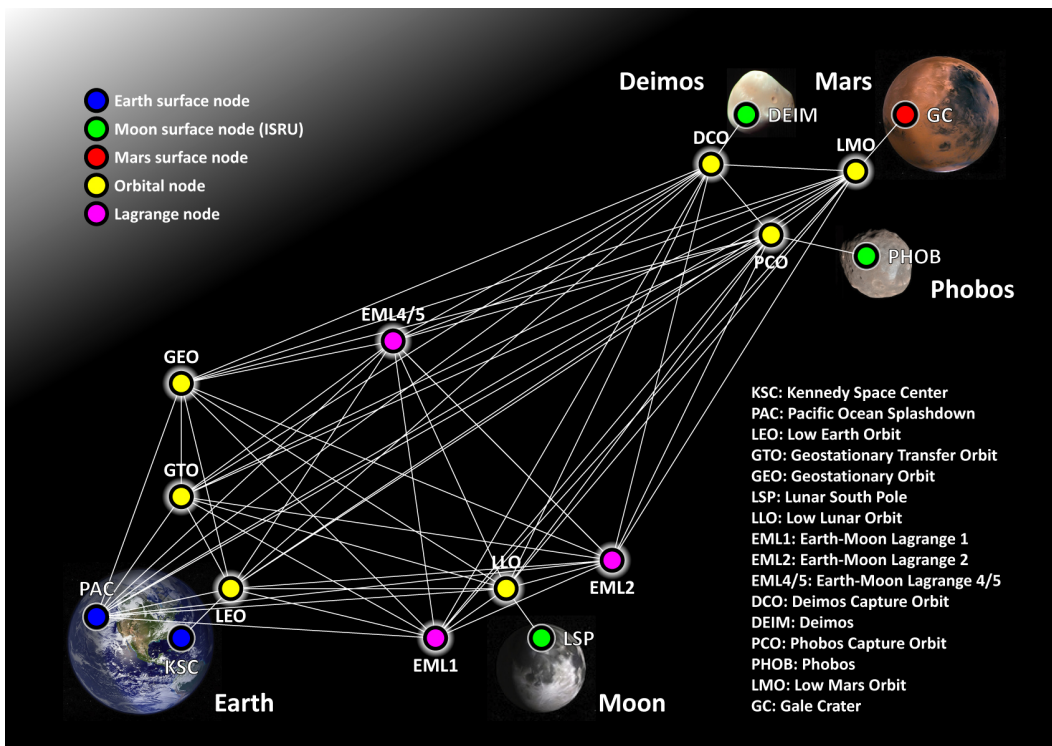 Deimos
Mars
Earth surface node
Moon surface node (ISRU)
Mars surface node
Orbital node
Lagrange node
DEIM
GC
DCO
LMO
PCO
PHOB
Phobos
EML4/5
GEO
GTO
LLO
PAC
LEO
EML2
KSC
EML1
LSP
Earth
Moon
KSC: Kennedy Space Center
PAC: Pacific Ocean Splashdown
LEO: Low Earth Orbit
GTO: Geostationary Transfer Orbit
GEO: Geostationary Orbit
LSP: Lunar South Pole
LLO: Low Lunar Orbit
EML1: Earth-Moon Lagrange 1
EML2: Earth-Moon Lagrange 2
EML4/5: Earth-Moon Lagrange 4/5
DCO: Deimos Capture Orbit
DEIM: Deimos
PCO: Phobos Capture Orbit
PHOB: Phobos
LMO: Low Mars Orbit
GC: Gale Crater